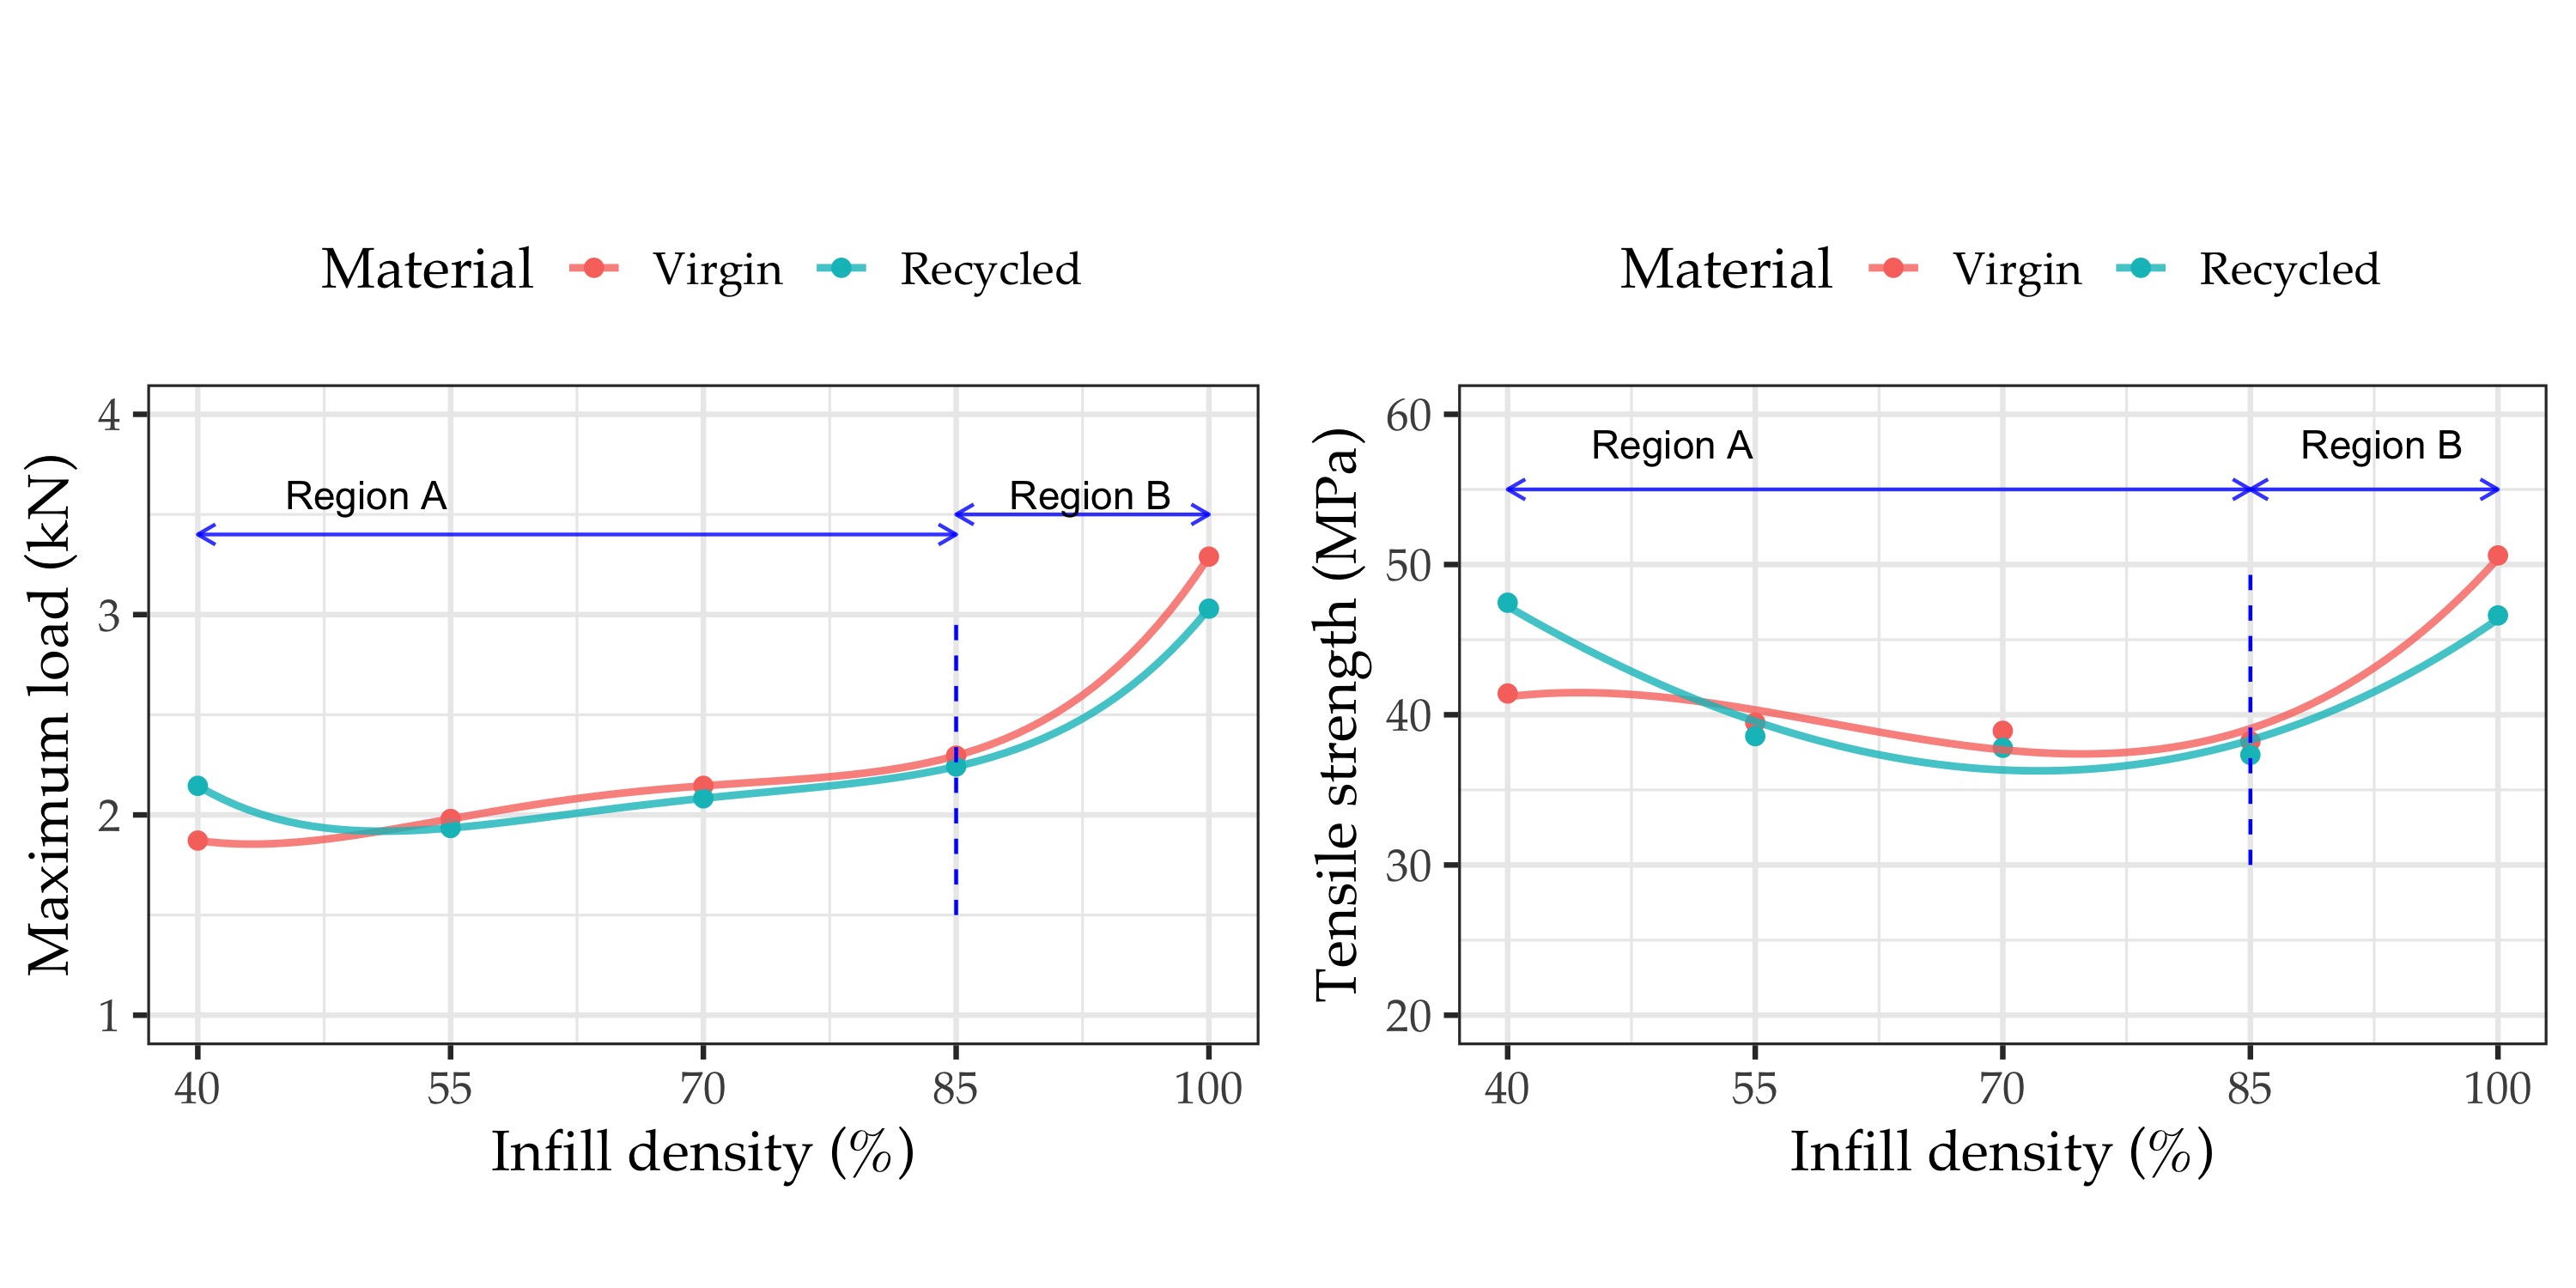 Material Virgin Recycled
Maximum load (kN)
4
3
2
1
Region A
Region B
40 55 70 85 100
Infill density (%)
Material Virgin Recycled
Tensile strength (MPa)
60
50
40
30
20
Region A
Region B
40 55 70 85 100
Infill density (%)